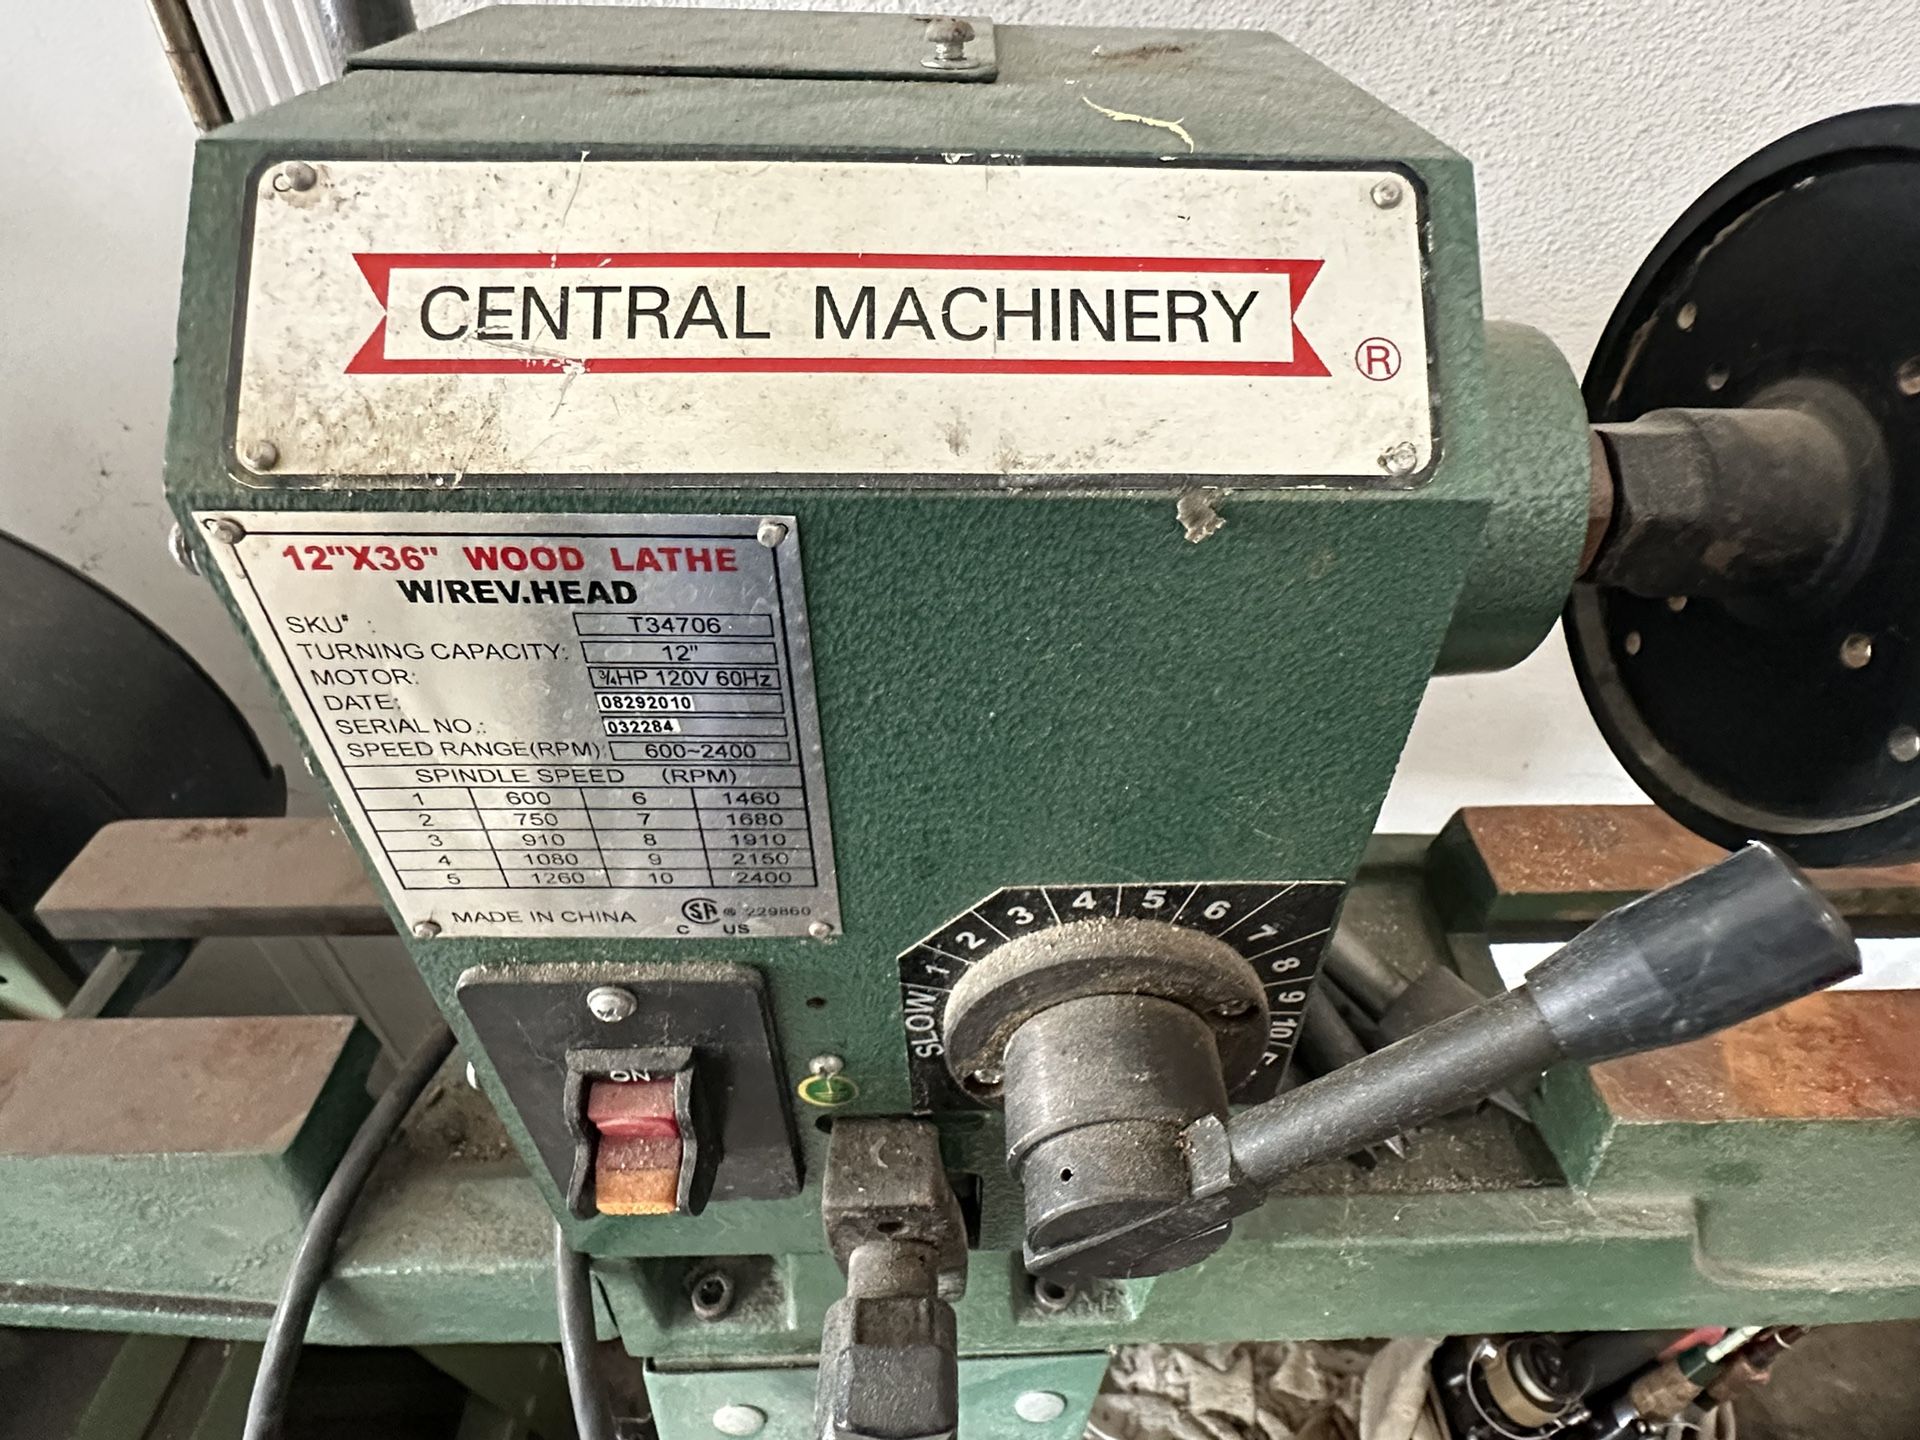 CENTRAL MACHINERY
®
12"X36" WOOD LATHE
W/REV.HEAD
SKU# : T34706
TURNING CAPACITY: 12"
MOTOR: ¾HP 120V 60Hz
DATE: 08292010
SERIAL NO.: 032284
SPEED RANGE(RPM): 600~2400
SPINDLE SPEED (RPM)
1 600 6 1460
2 750 7 1680
3 910 8 1910
4 1080 9 2150
5 1260 10 2400
MADE IN CHINA SA ® 229860
C US
SLOW 1 2 3 4 5 6 7 8 9 10
ON